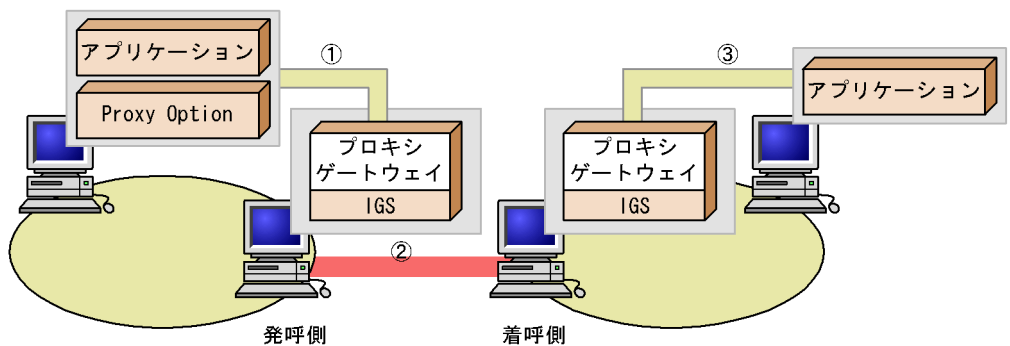 ①
③
アプリケーション
Proxy Option
アプリケーション
プロキシ
ゲートウェイ
IGS
プロキシ
ゲートウェイ
IGS
②
発呼側
着呼側